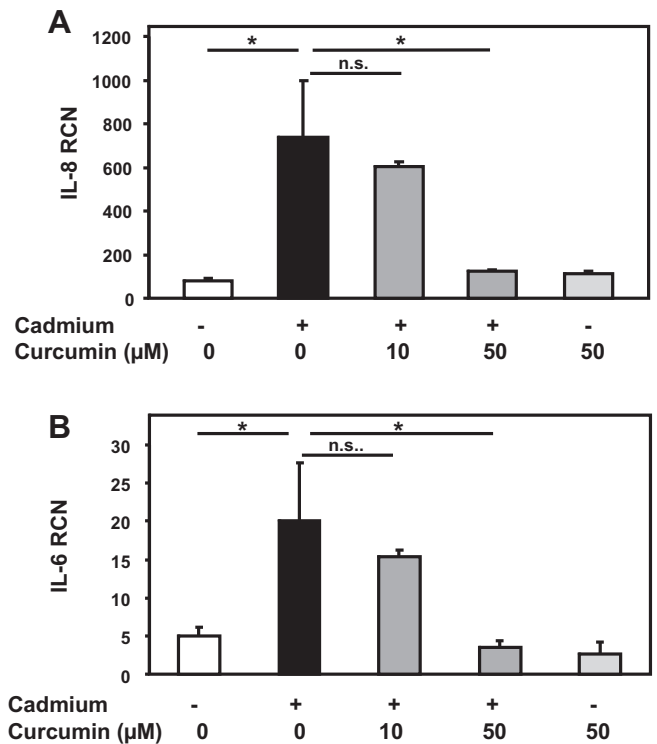 A
1200
*
*
n.s.
1000
800
600
400
200
0
IL-8 RCN
Cadmium - + + + -
Curcumin (μM) 0 0 10 50 50
B
30
*
*
n.s..
25
20
15
10
5
0
IL-6 RCN
Cadmium - + + + -
Curcumin (μM) 0 0 10 50 50